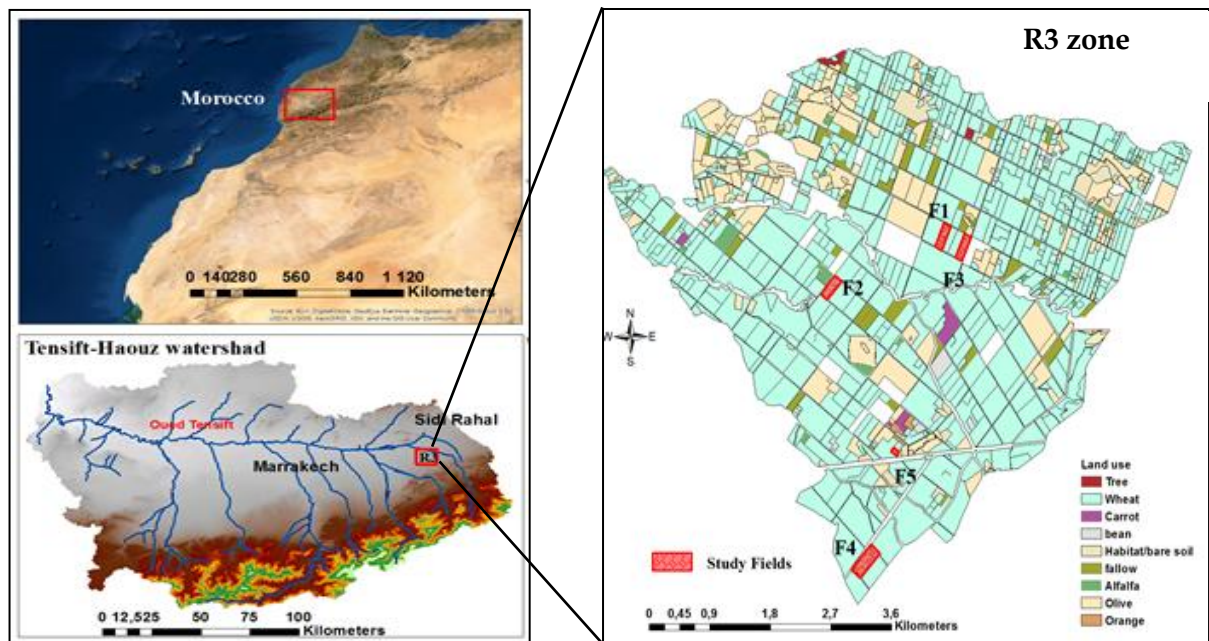 Morocco
0 140280 560 840 1 120
Kilometers
Tensift-Haouz watershad
Oued Tensift
Sidi Rahal
R3
Marrakech
0 12,525 50 75 100
Kilometers
R3 zone
F1
F3
F2
N
W E
S
F5
F4
Study Fields
0 0,45 0,9 1,8 2,7 3,6
Kilometers
Land use
Tree
Wheat
Carrot
bean
Habitat/bare soil
fallow
Alfalfa
Olive
Orange